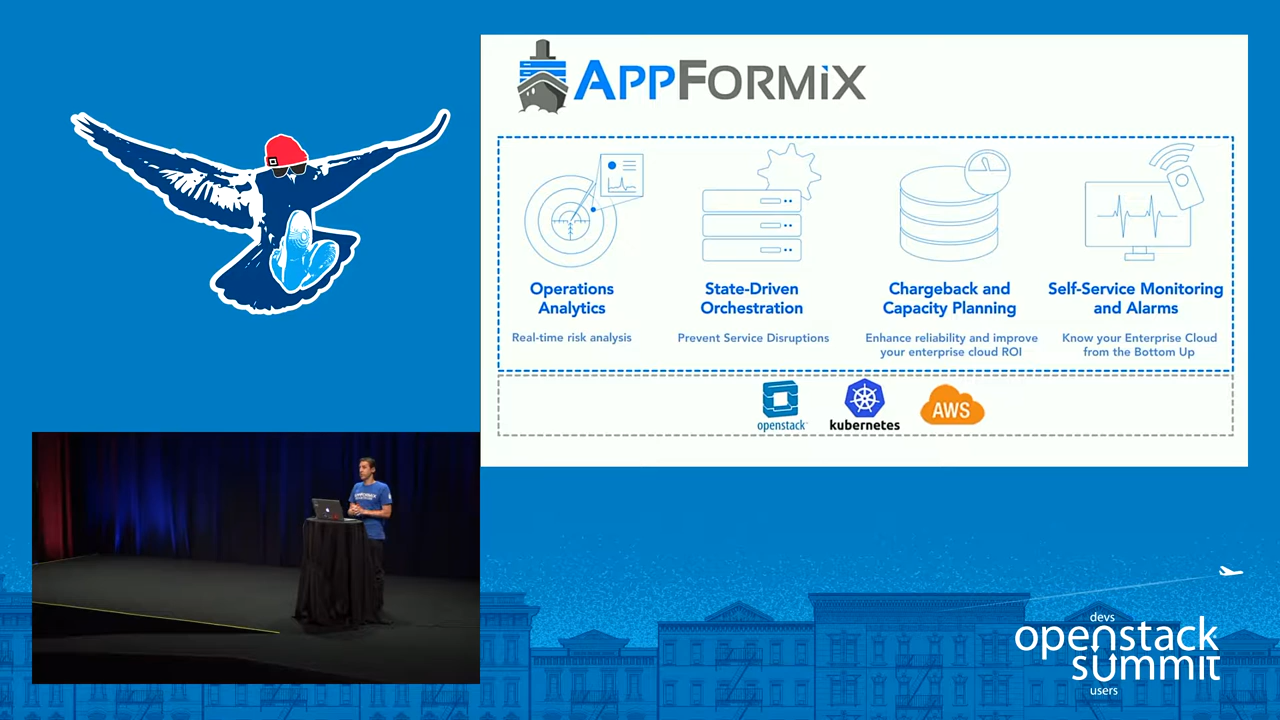 APPFORMIX
Operations
Analytics
Real-time risk analysis
State-Driven
Orchestration
Prevent Service Disruptions
Chargeback and
Capacity Planning
Enhance reliability and improve
your enterprise cloud ROI
Self-Service Monitoring
and Alarms
Know your Enterprise Cloud
from the Bottom Up
openstack
kubernetes
AWS
devs
openstack
summit
users